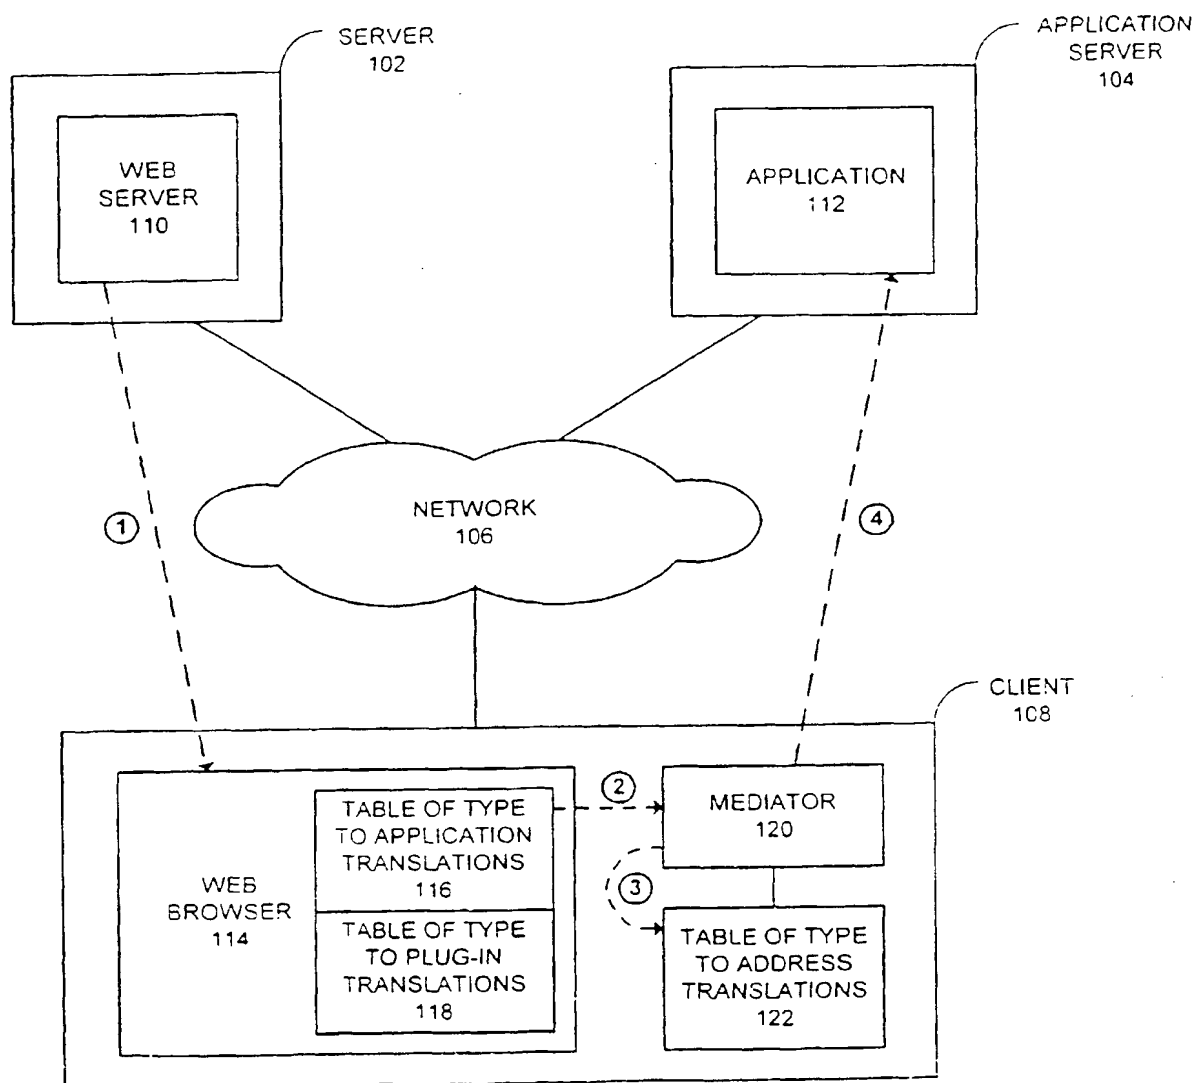 SERVER
102
APPLICATION
SERVER
104
WEB
SERVER
110
APPLICATION
112
NETWORK
106
1
4
CLIENT
108
WEB
BROWSER
114
TABLE OF TYPE
TO APPLICATION
TRANSLATIONS
116
TABLE OF TYPE
TO PLUG-IN
TRANSLATIONS
118
2
MEDIATOR
120
3
TABLE OF TYPE
TO ADDRESS
TRANSLATIONS
122